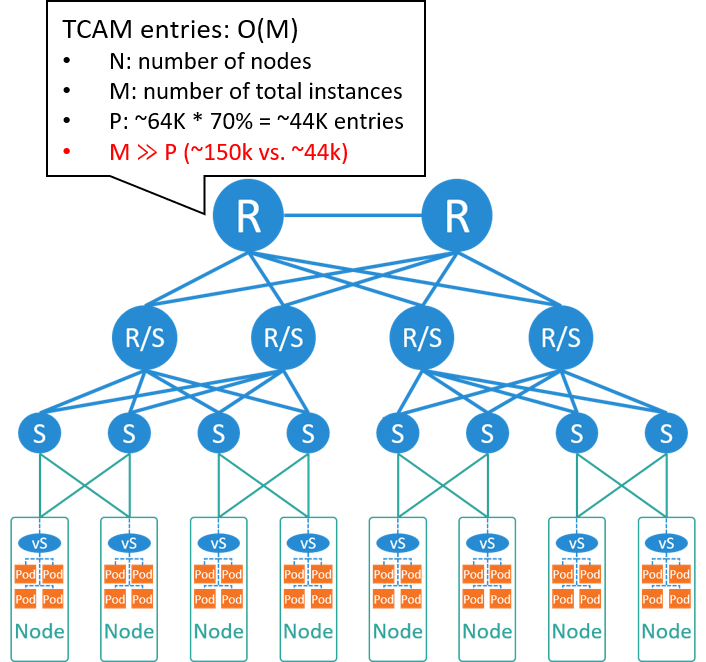 TCAM entries: O(M)
• N: number of nodes
• M: number of total instances
• P: ~64K * 70% = ~44K entries
• M ≫ P (~150k vs. ~44k)
R R
R/S R/S R/S R/S
S S S S S S S S
vS vS vS vS vS vS vS vS
Pod Pod Pod Pod Pod Pod Pod Pod Pod Pod Pod Pod Pod Pod Pod Pod
Pod Pod Pod Pod Pod Pod Pod Pod Pod Pod Pod Pod Pod Pod Pod Pod
Node Node Node Node Node Node Node Node